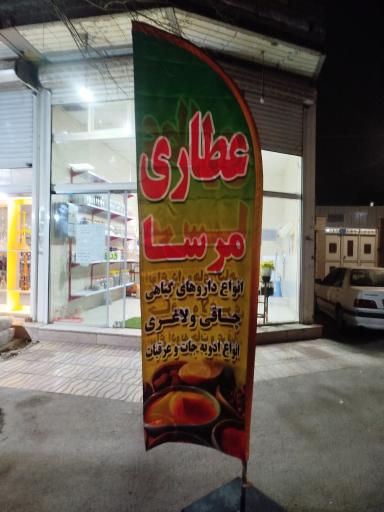 عطاری
مرسا
انواع داروهای گیاهی
چاقی و لاغری
انواع ادویه جات و عرقیات